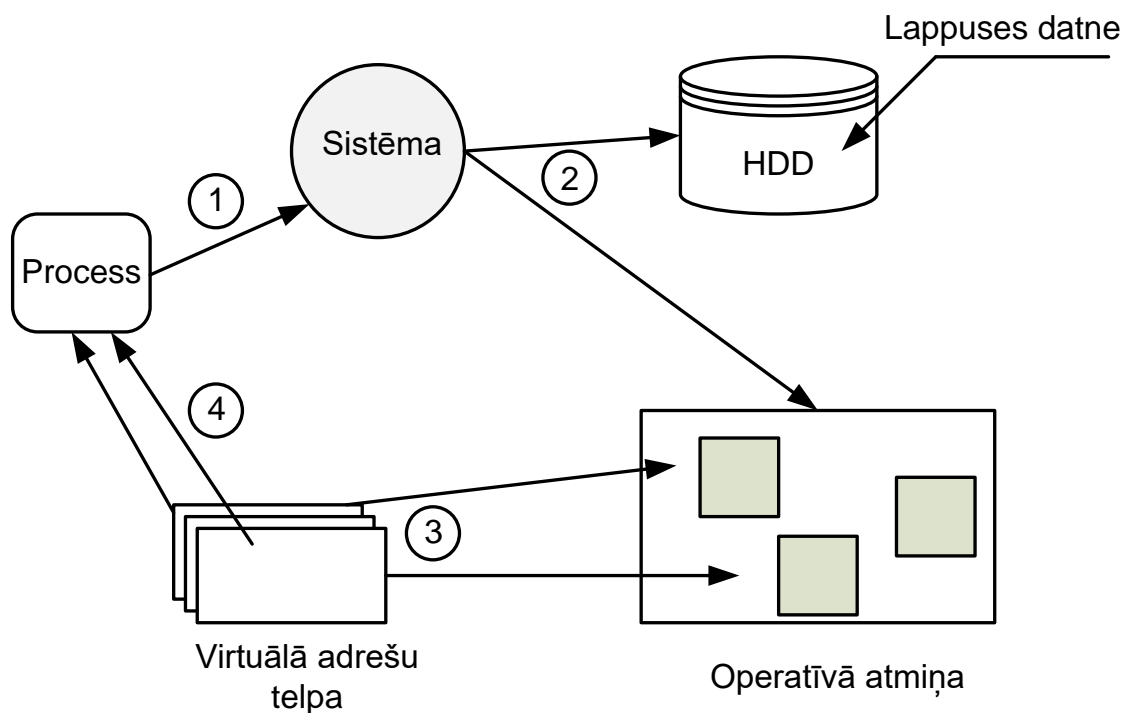 Lappuses datne
Sistēma
HDD
2
1
Process
4
3
Virtuālā adrešu
telpa
Operatīvā atmiņa